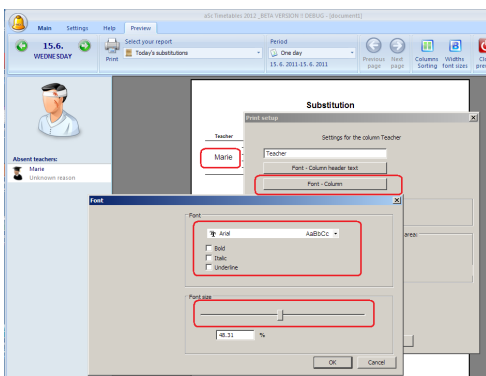 aSc Timetables 2012_BETA VERSION ! DEBUG - [document1]
Main Settings Help Preview
15.6.
WEDNESDAY
Print
Select your report
Today's substitutions
Period
One day
15. 6. 2011-15. 6. 2011
Previous page
Next page
Columns Sorting
Widths font sizes
Substitution
Teacher
Marie
Absent teachers:
Marie
Unknown reason
Print setup
Settings for the column Teacher
Teacher
Font - Column header text
Font - Column
area:
Font
Font
Arial AaBbCc
Bold
Italic
Underline
Font size
48.31 %
OK Cancel